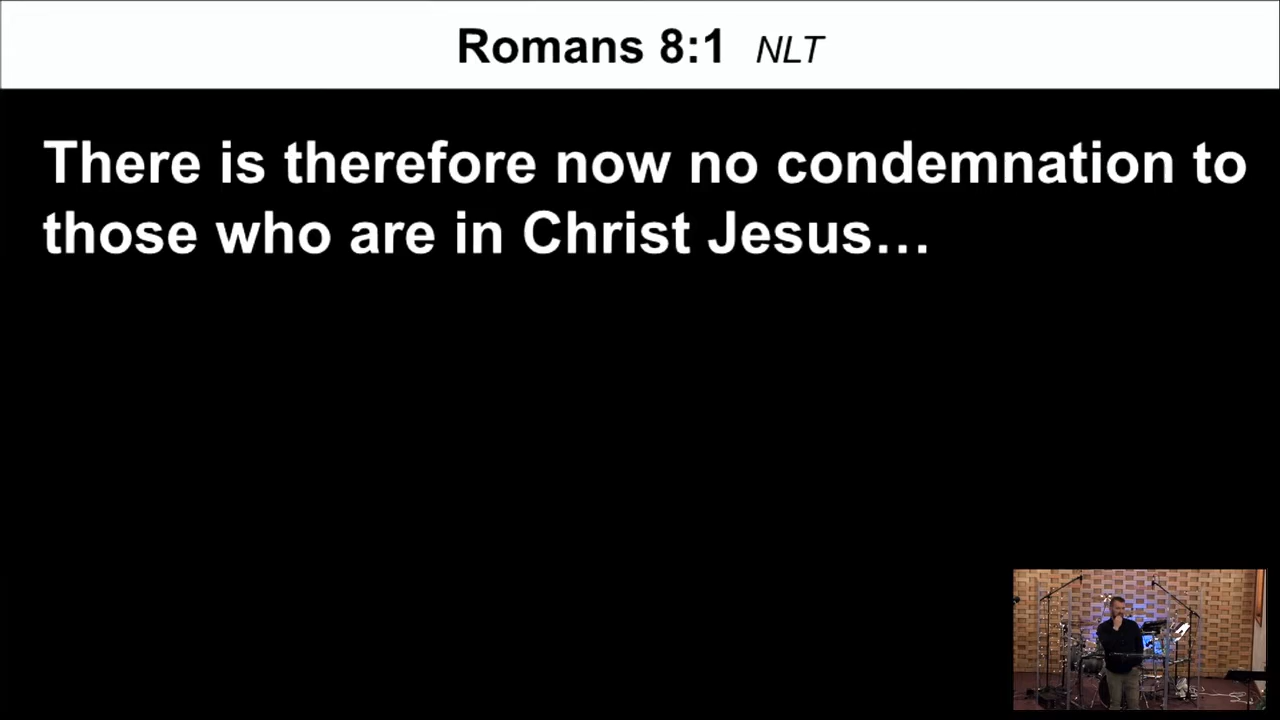 Romans 8:1 NLT
There is therefore now no condemnation to
those who are in Christ Jesus…